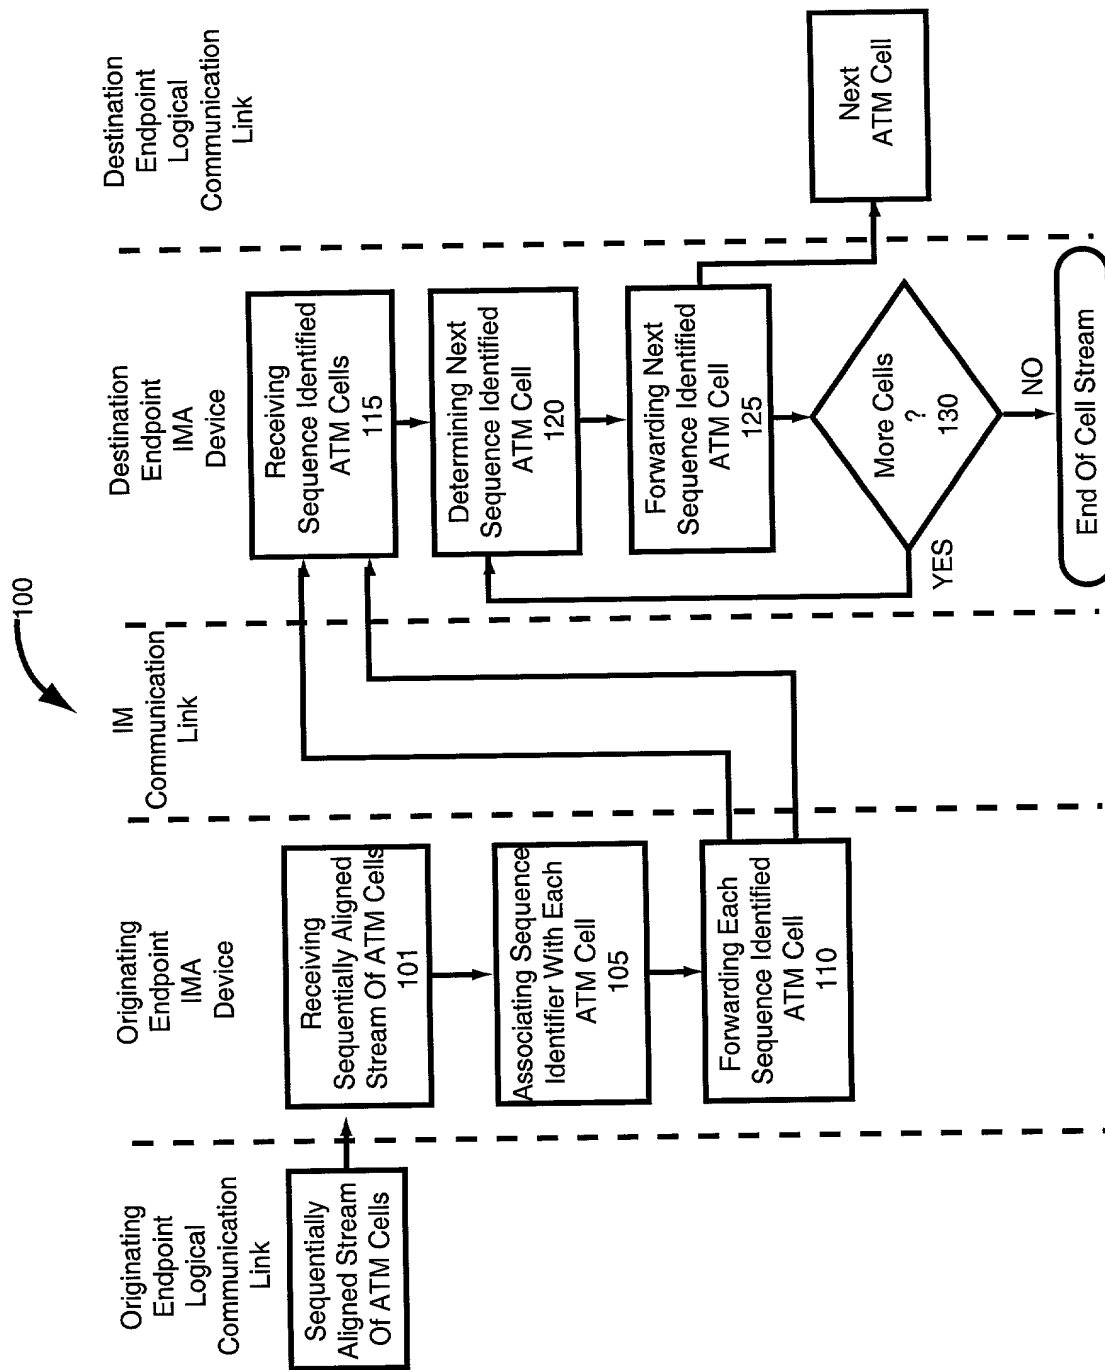 100
Originating
Endpoint
Logical
Communication
Link
Originating
Endpoint
IMA
Device
IM
Communication
Link
Destination
Endpoint
IMA
Device
Destination
Endpoint
Logical
Communication
Link
Sequentially
Aligned Stream
Of ATM Cells
Receiving
Sequentially Aligned
Stream Of ATM Cells
101
Associating Sequence
Identifier With Each
ATM Cell
105
Forwarding Each
Sequence Identified
ATM Cell
110
Receiving
Sequence Identified
ATM Cells
115
Determining Next
Sequence Identified
ATM Cell
120
Forwarding Next
Sequence Identified
ATM Cell
125
More Cells
?
130
YES
NO
End Of Cell Stream
Next
ATM Cell